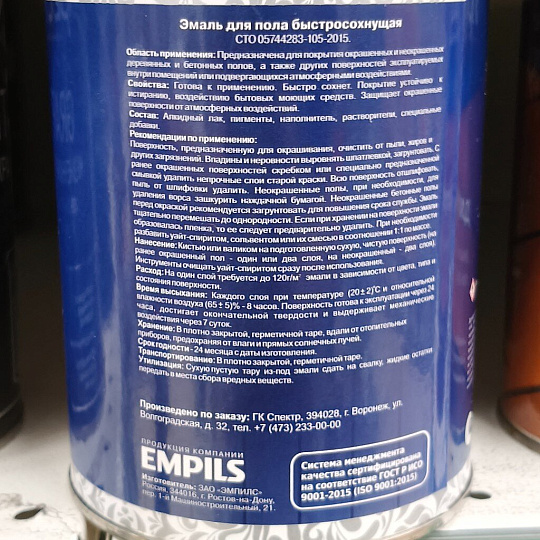 Эмаль для пола быстросохнущая
СТО 05744283-105-2015.
Область применения: Предназначена для покрытия окрашенных и неокрашенных
деревянных и бетонных полов, а также других поверхностей эксплуатируемых
внутри помещений или подвергающихся атмосферными воздействиями.
Свойства: Готова к применению. Быстро сохнет. Покрытие устойчиво к
истиранию, воздействию бытовых моющих средств. Защищает окрашенные
поверхности от атмосферных воздействий.
Состав: Алкидный лак, пигменты, наполнитель, растворители, специальные
добавки.
Рекомендации по применению:
Поверхность, предназначенную для окрашивания, очистить от пыли, жиров и
других загрязнений. Впадины и неровности выровнять шпатлевкой, загрунтовать. С
ранее окрашенных поверхностей скребком или специально предназначенной
смывкой удалить непрочные слои старой краски. Всю поверхность отшлифовать,
пыль от шлифовки удалить. Неокрашенные полы, при необходимости, для
удаления ворса зашкурить наждачной бумагой. Неокрашенные бетонные полы
перед окраской рекомендуется загрунтовать для повышения срока службы. Эмаль
тщательно перемешать до однородности. Если при хранении на поверхности эмали
образовалась пленка, то ее следует предварительно удалить. При необходимости
разбавить уайт-спиритом, сольвентом или их смесью в соотношении 1:1 по массе.
Нанесение: Кистью или валиком на подготовленную сухую, чистую поверхность (на
ранее окрашенный пол - один или два слоя, на неокрашенный - два слоя).
Инструменты очищать уайт-спиритом сразу после использования.
Расход: На один слой требуется до 120г/м² эмали в зависимости от цвета, типа и
состояния поверхности.
Время высыхания: Каждого слоя при температуре (20±2)°С и относительной
влажности воздуха (65±5)% - 8 часов. Поверхность готова к эксплуатации через 24
часа, достигает окончательной твердости и выдерживает механические
воздействия через 7 суток.
Хранение: В плотно закрытой, герметичной таре, вдали от отопительных
приборов, предохраняя от влаги и прямых солнечных лучей.
Срок годности - 24 месяца с даты изготовления.
Транспортирование: В плотно закрытой, герметичной таре.
Утилизация: Сухую пустую тару из-под эмали сдать на свалку, жидкие остатки
передать в места сбора вредных веществ.
Произведено по заказу: ГК Спектр, 394028, г. Воронеж, ул.
Волгоградская, д. 32, тел. +7 (473) 233-00-00
ПРОДУКЦИЯ КОМПАНИИ
EMPILS
Изготовитель: ЗАО «ЭМПИЛС»
Россия, 344016, г. Ростов-на-Дону,
пер. 1-й Машиностроительный, 21.
Система менеджмента
качества сертифицирована
на соответствие ГОСТ Р ИСО
9001-2015 (ISO 9001:2015)